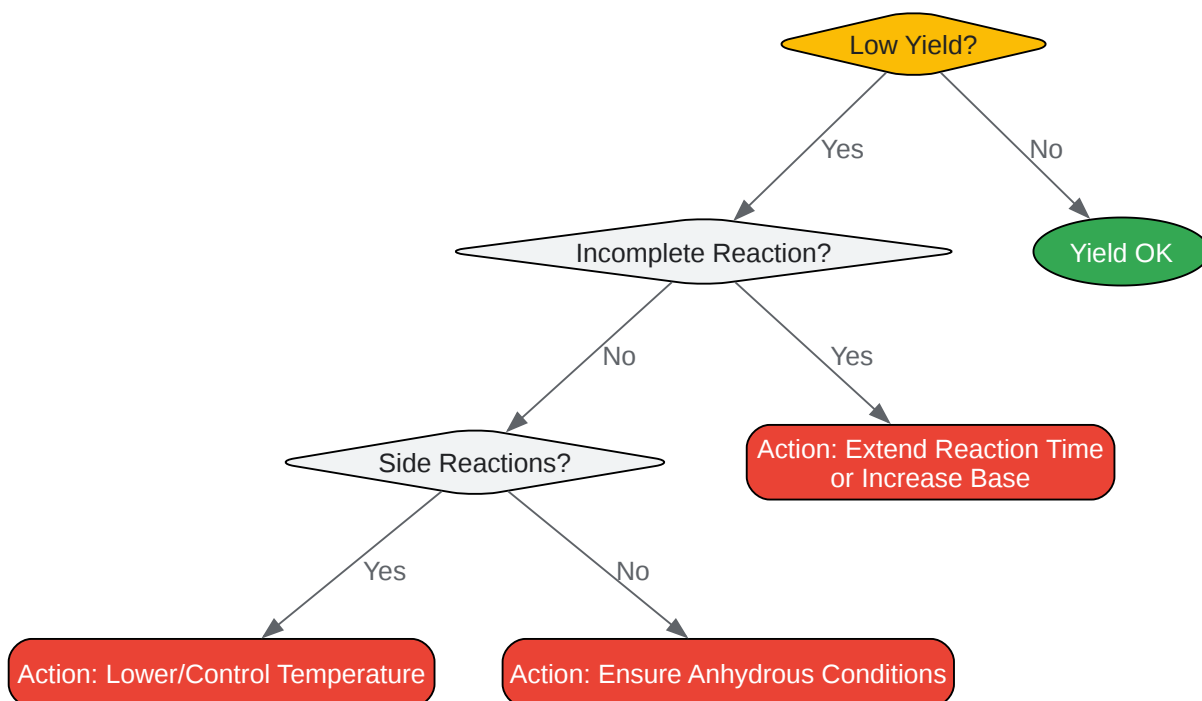 Low Yield?
Yes
No
Incomplete Reaction?
Yield OK
No
Yes
Side Reactions?
Action: Extend Reaction Time
or Increase Base
Yes
No
Action: Lower/Control Temperature
Action: Ensure Anhydrous Conditions